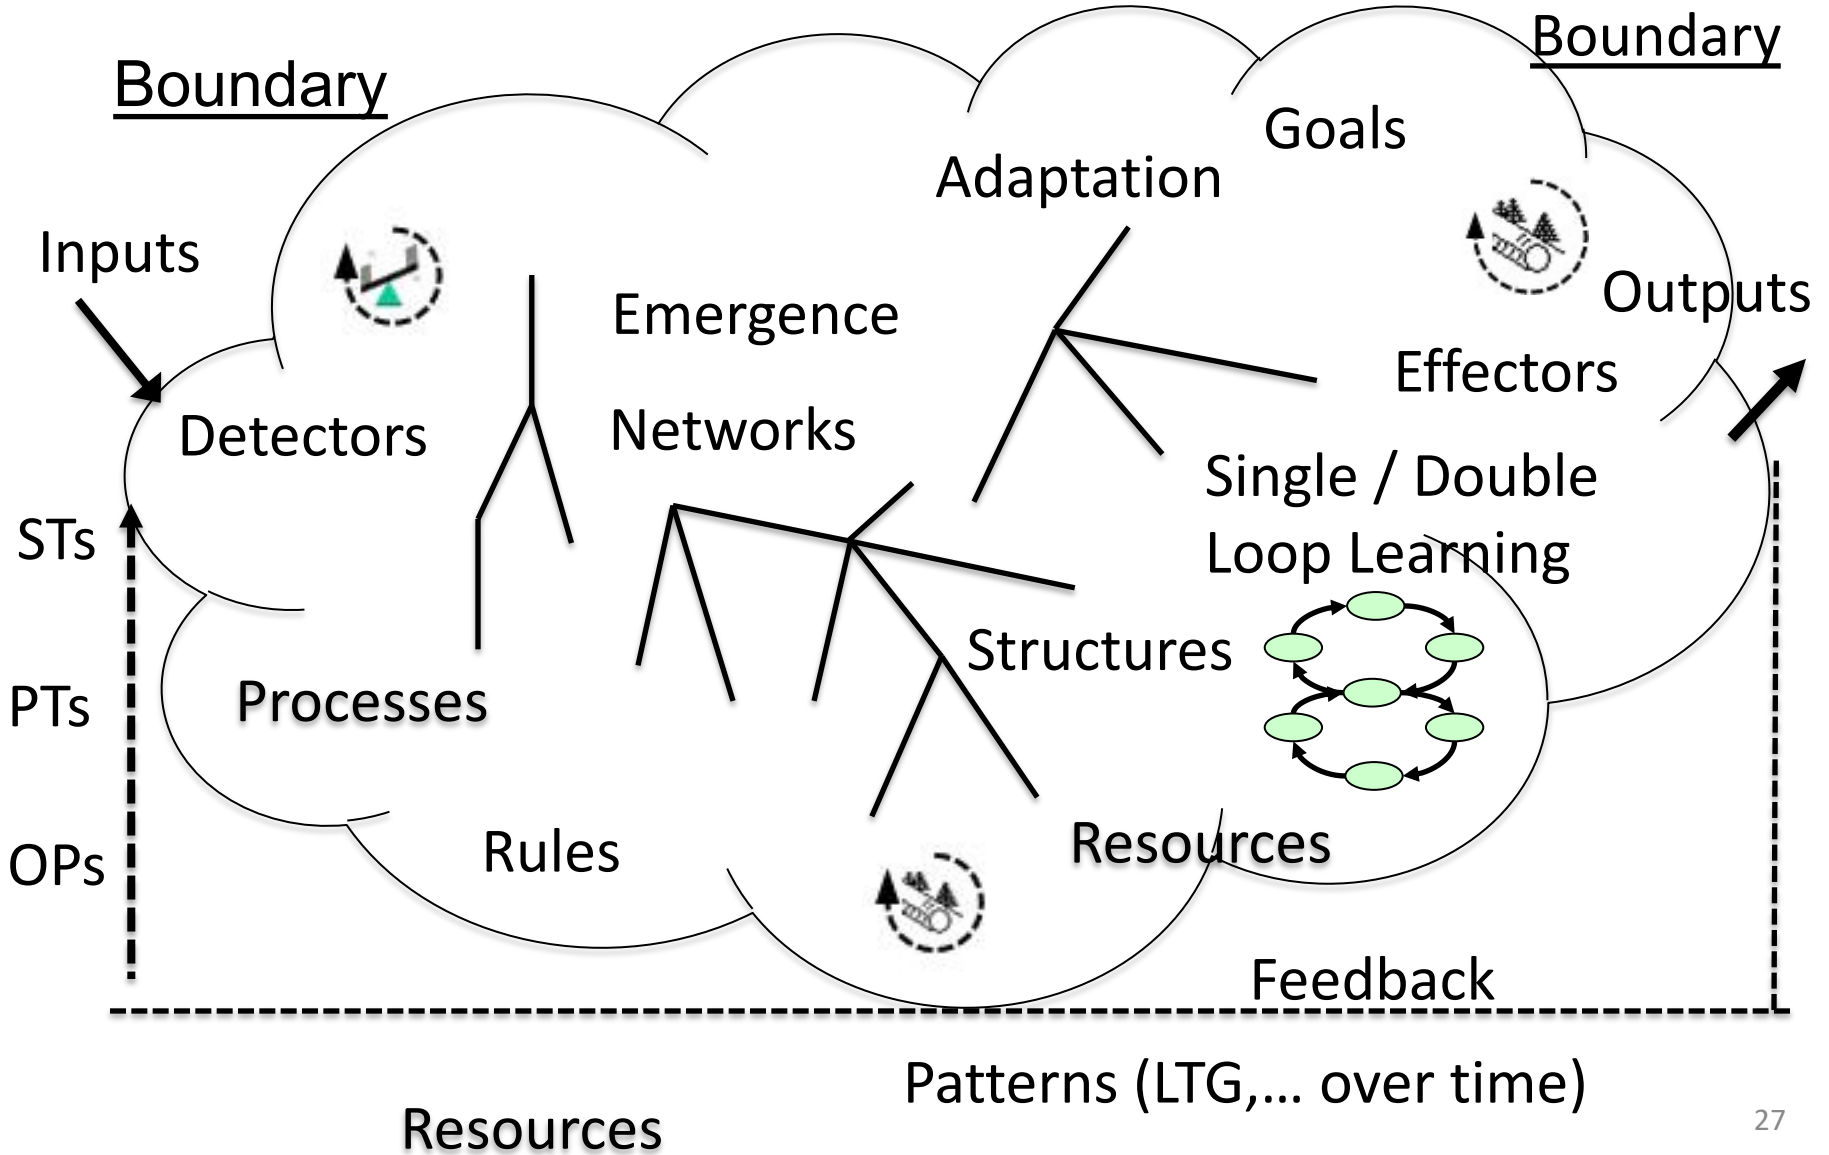 Boundary
Boundary
Goals
Adaptation
Inputs
Outputs
Emergence
Effectors
Detectors
Networks
Single / Double
Loop Learning
STs
Structures
PTs
Processes
Rules
Resources
OPs
Feedback
Patterns (LTG,... over time)
Resources
27